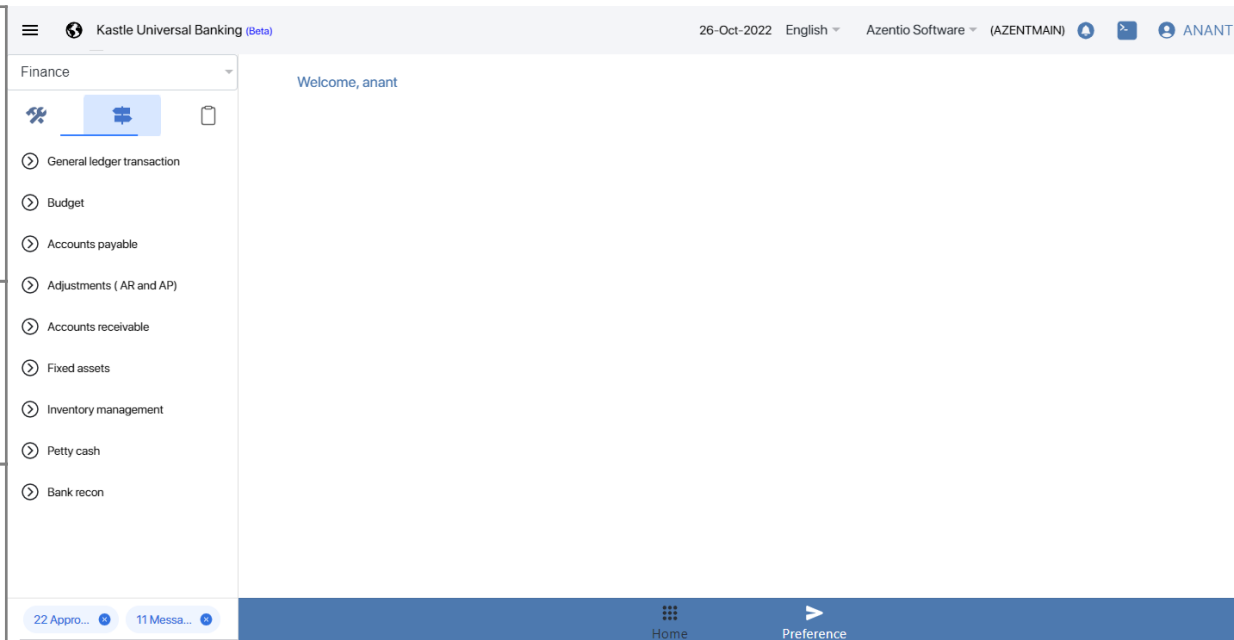 Kastle Universal Banking (Beta) 26-Oct-2022 English Azentio Software (AZENTMAIN) ANANT
Finance
Welcome, anant
General ledger transaction
Budget
Accounts payable
Adjustments ( AR and AP)
Accounts receivable
Fixed assets
Inventory management
Petty cash
Bank recon
22 Appro... 11 Messa...
Home Preference